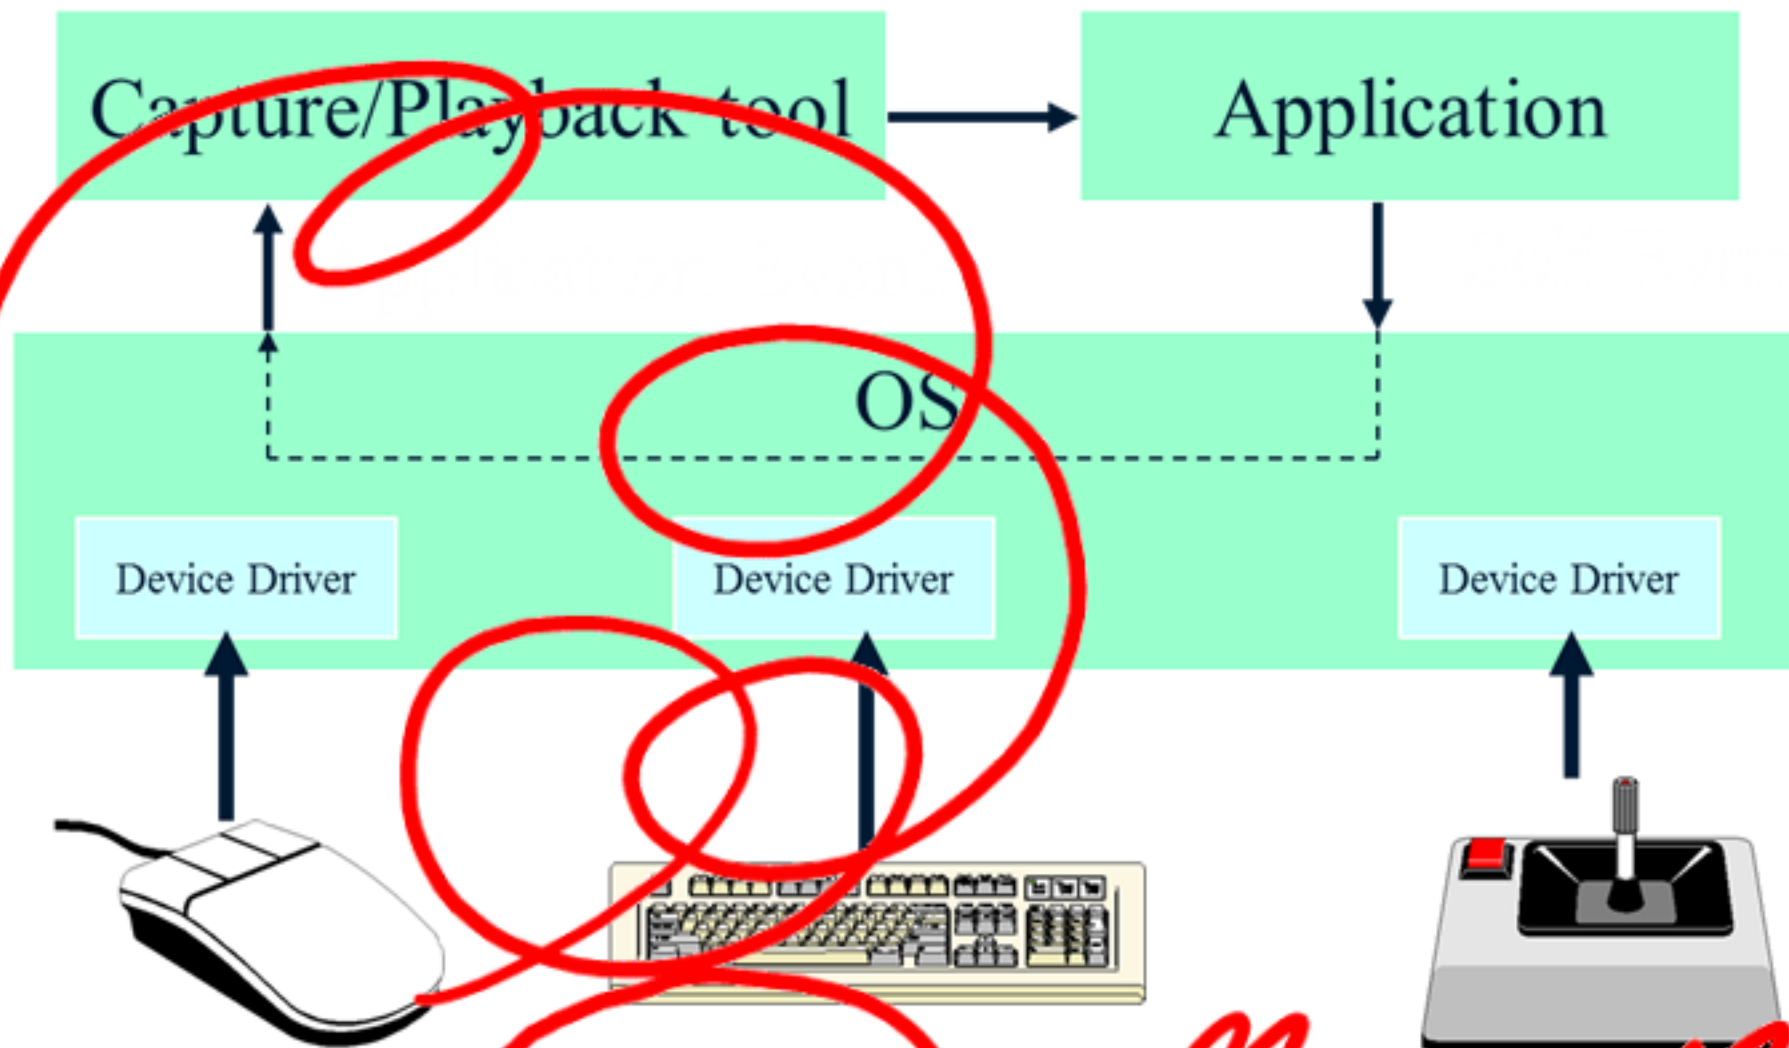 Capture/Playback tool
Application
OS
Device Driver
Device Driver
Device Driver